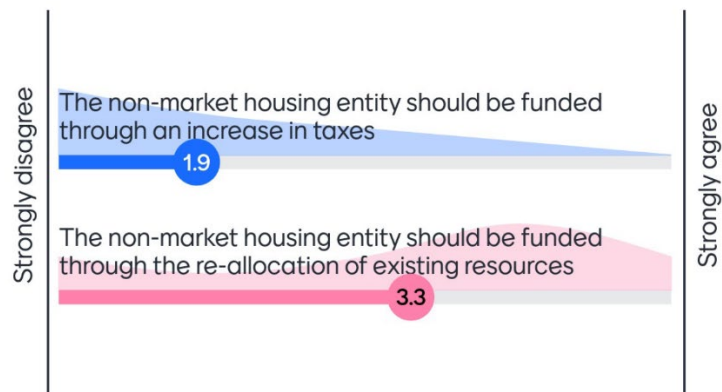 Strongly disagree
The non-market housing entity should be funded
through an increase in taxes
1.9
The non-market housing entity should be funded
through the re-allocation of existing resources
3.3
Strongly agree